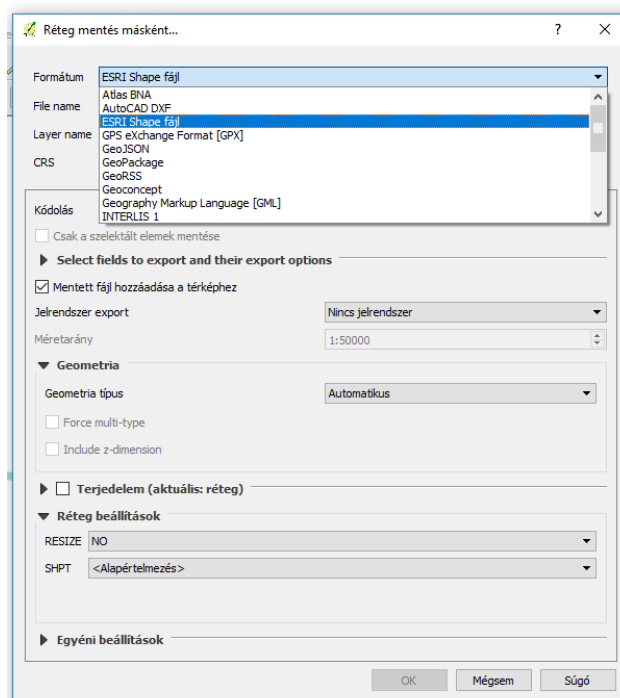 Réteg mentés másként...
?
Formátum
ESRI Shape fájl
Atlas BNA
File name
AutoCAD DXF
ESRI Shape fájl
Layer name
GPS eXchange Format [GPX]
GeoJSON
CRS
GeoPackage
GeoRSS
Geoconcept
Geography Markup Language [GML]
Kódolás
INTERLIS 1
Csak a szelektált elemek mentése
Select fields to export and their export options
Mentett fájl hozzáadása a térképhez
Jelrendszer export
Nincs jelrendszer
Méretarány
1:50000
Geometria
Geometria típus
Automatikus
Force multi-type
Include z-dimension
Terjedelem (aktuális: réteg)
Réteg beállítások
RESIZE
NO
SHPT
<Alapértelmezés>
Egyéni beállítások
OK
Mégsem
Súgó